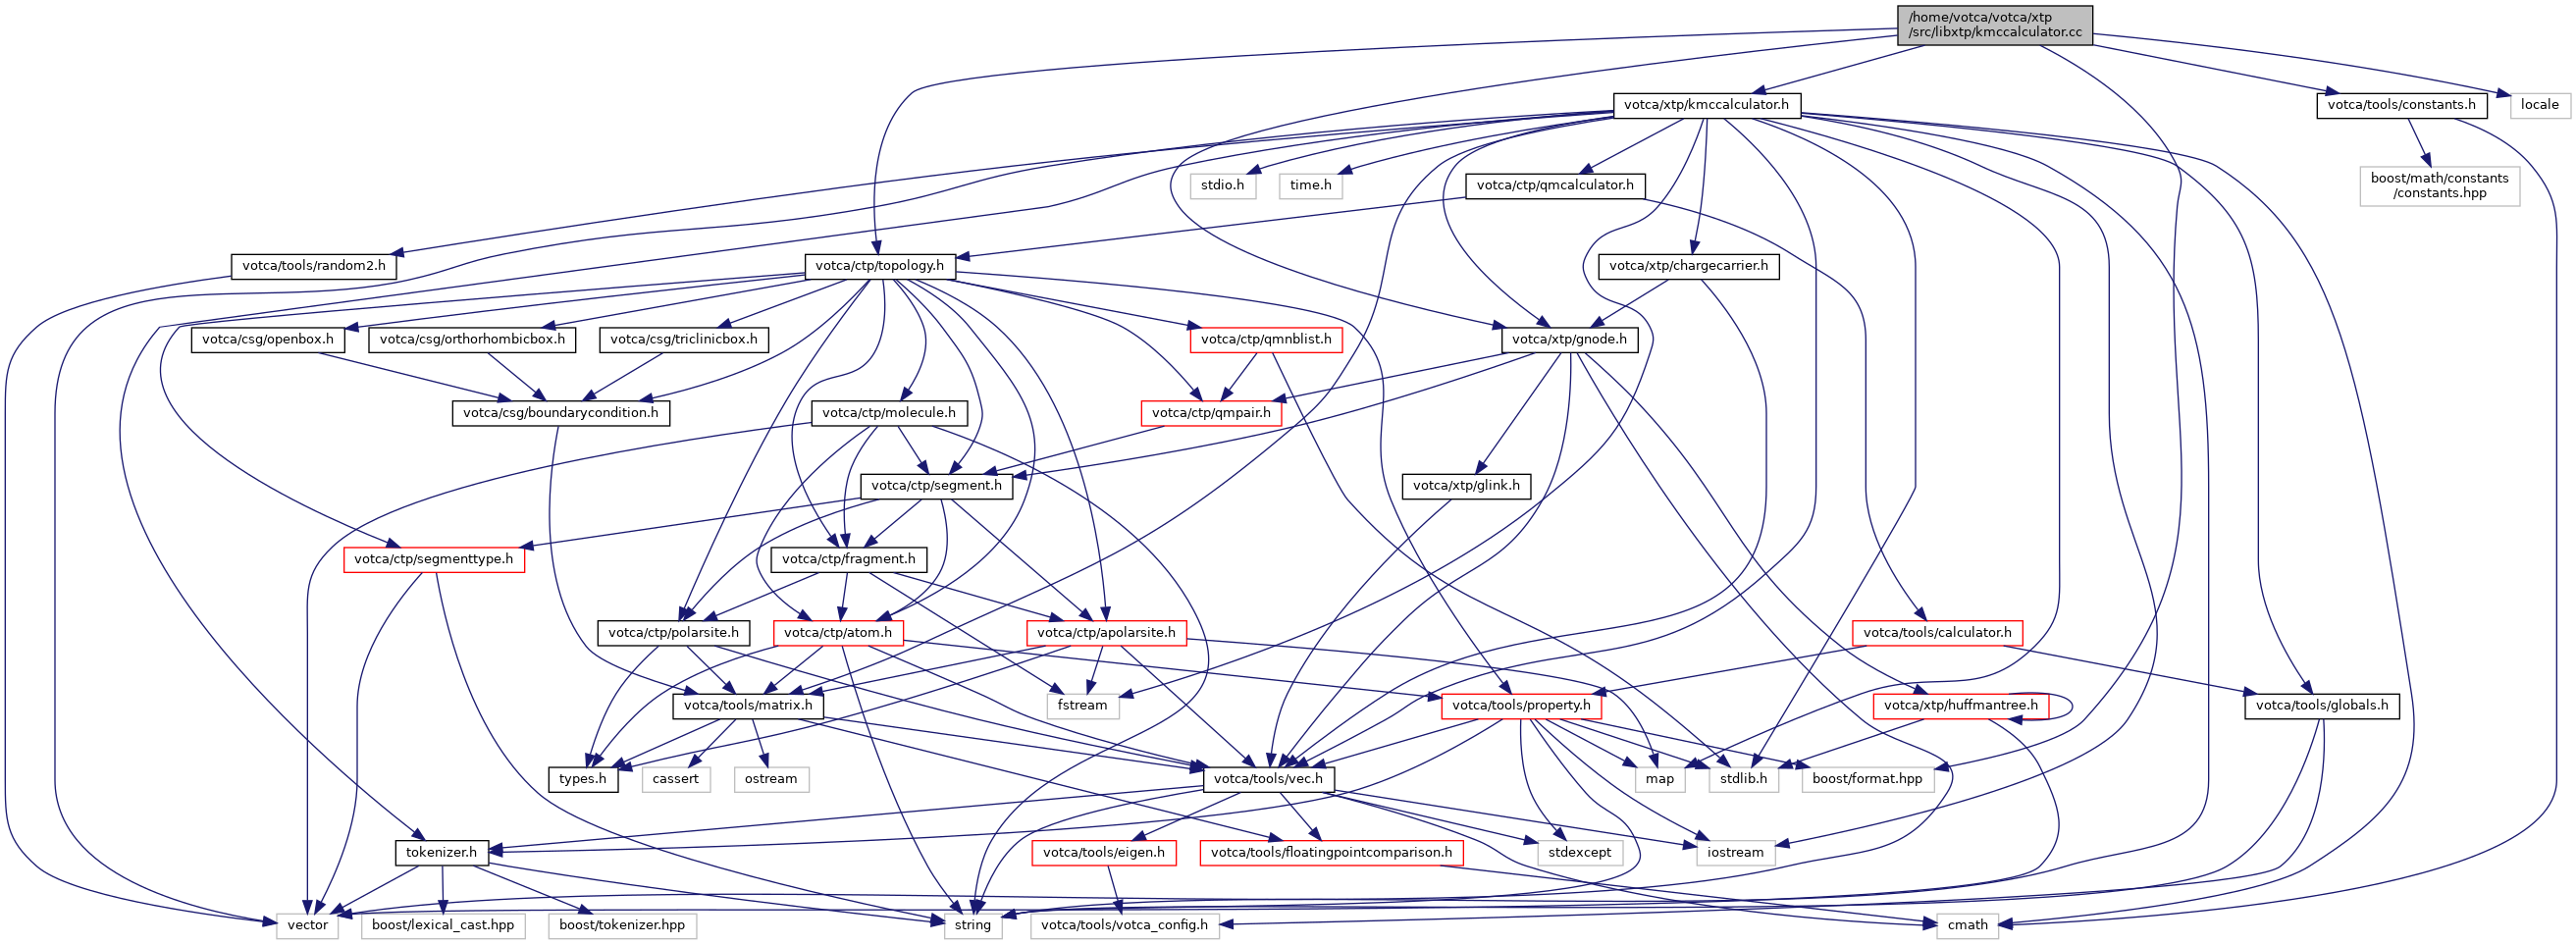 /home/votca/votca/xtp
/src/libxtp/kmccalculator.cc
votca/xtp/kmccalculator.h
votca/tools/constants.h
locale
stdio.h
time.h
votca/ctp/qmcalculator.h
boost/math/constants
/constants.hpp
votca/tools/random2.h
votca/ctp/topology.h
votca/xtp/chargecarrier.h
votca/csg/openbox.h
votca/csg/orthorhombicbox.h
votca/csg/triclinicbox.h
votca/ctp/qmnblist.h
votca/xtp/gnode.h
votca/csg/boundarycondition.h
votca/ctp/molecule.h
votca/ctp/qmpair.h
votca/ctp/segment.h
votca/xtp/glink.h
votca/ctp/segmenttype.h
votca/ctp/fragment.h
votca/ctp/polarsite.h
votca/ctp/atom.h
votca/ctp/apolarsite.h
votca/tools/calculator.h
votca/tools/matrix.h
fstream
votca/tools/property.h
votca/xtp/huffmantree.h
votca/tools/globals.h
types.h
cassert
ostream
votca/tools/vec.h
map
stdlib.h
boost/format.hpp
tokenizer.h
votca/tools/eigen.h
votca/tools/floatingpointcomparison.h
stdexcept
iostream
vector
boost/lexical_cast.hpp
boost/tokenizer.hpp
string
votca/tools/votca_config.h
cmath